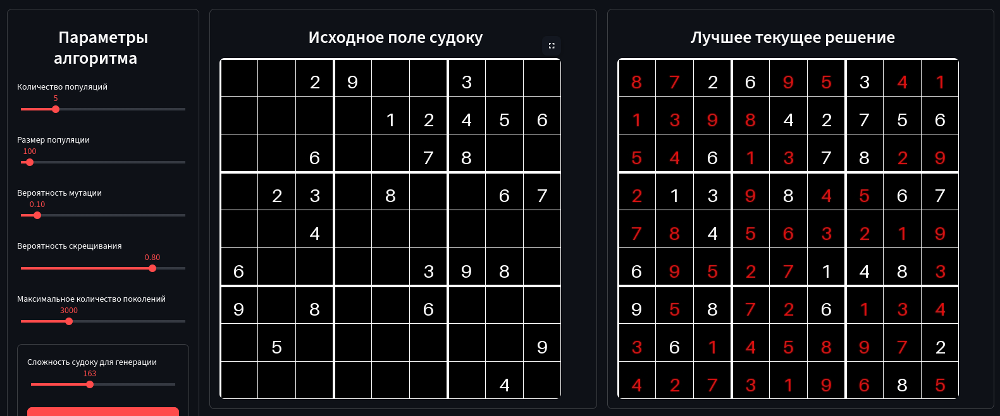 Параметры
алгоритма
Количество популяций
5
Размер популяции
100
Вероятность мутации
0.10
Вероятность скрещивания
0.80
Максимальное количество поколений
3000
Сложность судоку для генерации
163
Исходное поле судоку
2 9 3
1 2 4 5 6
6 7 8
2 3 8 6 7
4
6 3 9 8
9 8 6
5 9
4
Лучшее текущее решение
8 7 2 6 9 5 3 4 1
1 3 9 8 4 2 7 5 6
5 4 6 1 3 7 8 2 9
2 1 3 9 8 4 5 6 7
7 8 4 5 6 3 2 1 9
6 9 5 2 7 1 4 8 3
9 5 8 7 2 6 1 3 4
3 6 1 4 5 8 9 7 2
4 2 7 3 1 9 6 8 5